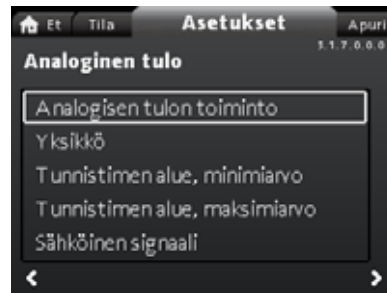 Et Tila Asetukset Apuri
3.1.7.0.0.0
Analoginen tulo
Analogisen tulon toiminto
Yksikkö
Tunnistimen alue, minimiarvo
Tunnistimen alue, maksimiarvo
Sähköinen signaali